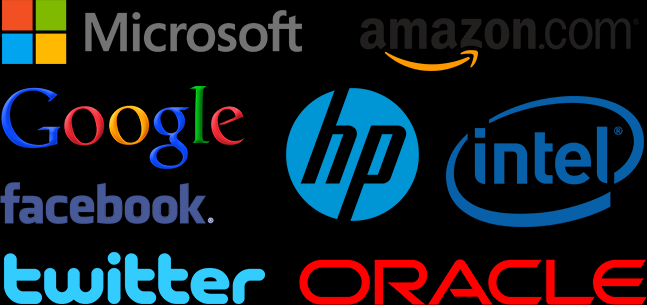 Microsoft
amazon.com®
Google
hp
intel®
facebook®
twitter
ORACLE